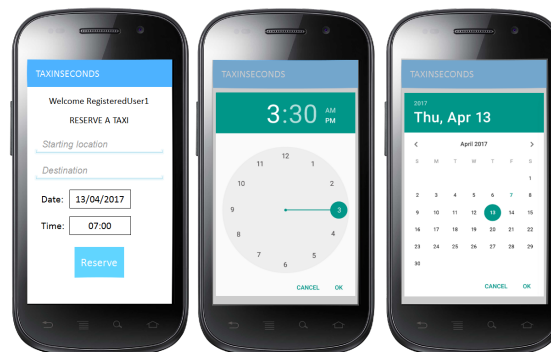 TAXINSECONDS
Welcome RegisteredUser1
RESERVE A TAXI
Starting location
Destination
Date: 13/04/2017
Time: 07:00
Reserve
TAXINSECONDS
3:30 AM PM
12
11 1
10 2
9 3
8 4
7 5
6
CANCEL OK
TAXINSECONDS
2017
Thu, Apr 13
< April 2017 >
S M T W T F S
1
2 3 4 5 6 7 8
9 10 11 12 13 14 15
16 17 18 19 20 21 22
23 24 25 26 27 28 29
30
CANCEL OK